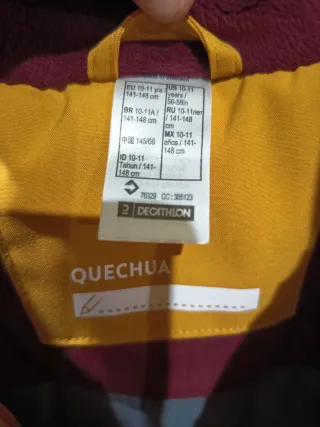 EU 10-11 y/a /
141-148 cm
BR 10-11A /
141-148
cm
中国 145/68
ID 10-11
Tahun / 141-
148 cm
US 10-11
years /
56-58in
RU 10-11лет
/ 141-148
cm
MX 10-11
años / 141-
148 cm
76329 CC:305123
2 DECATHLON
QUECHUA